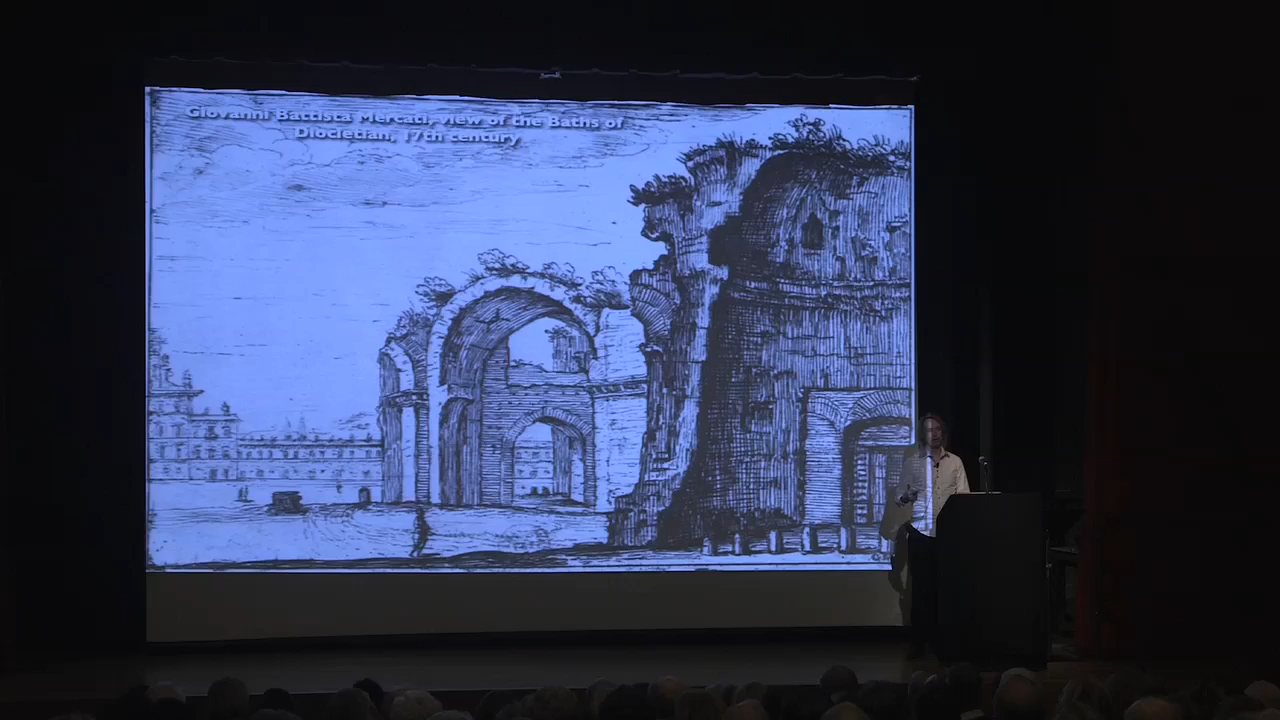 Giovanni Battista Mercati, view of the Baths of
Diocletian, 17th century